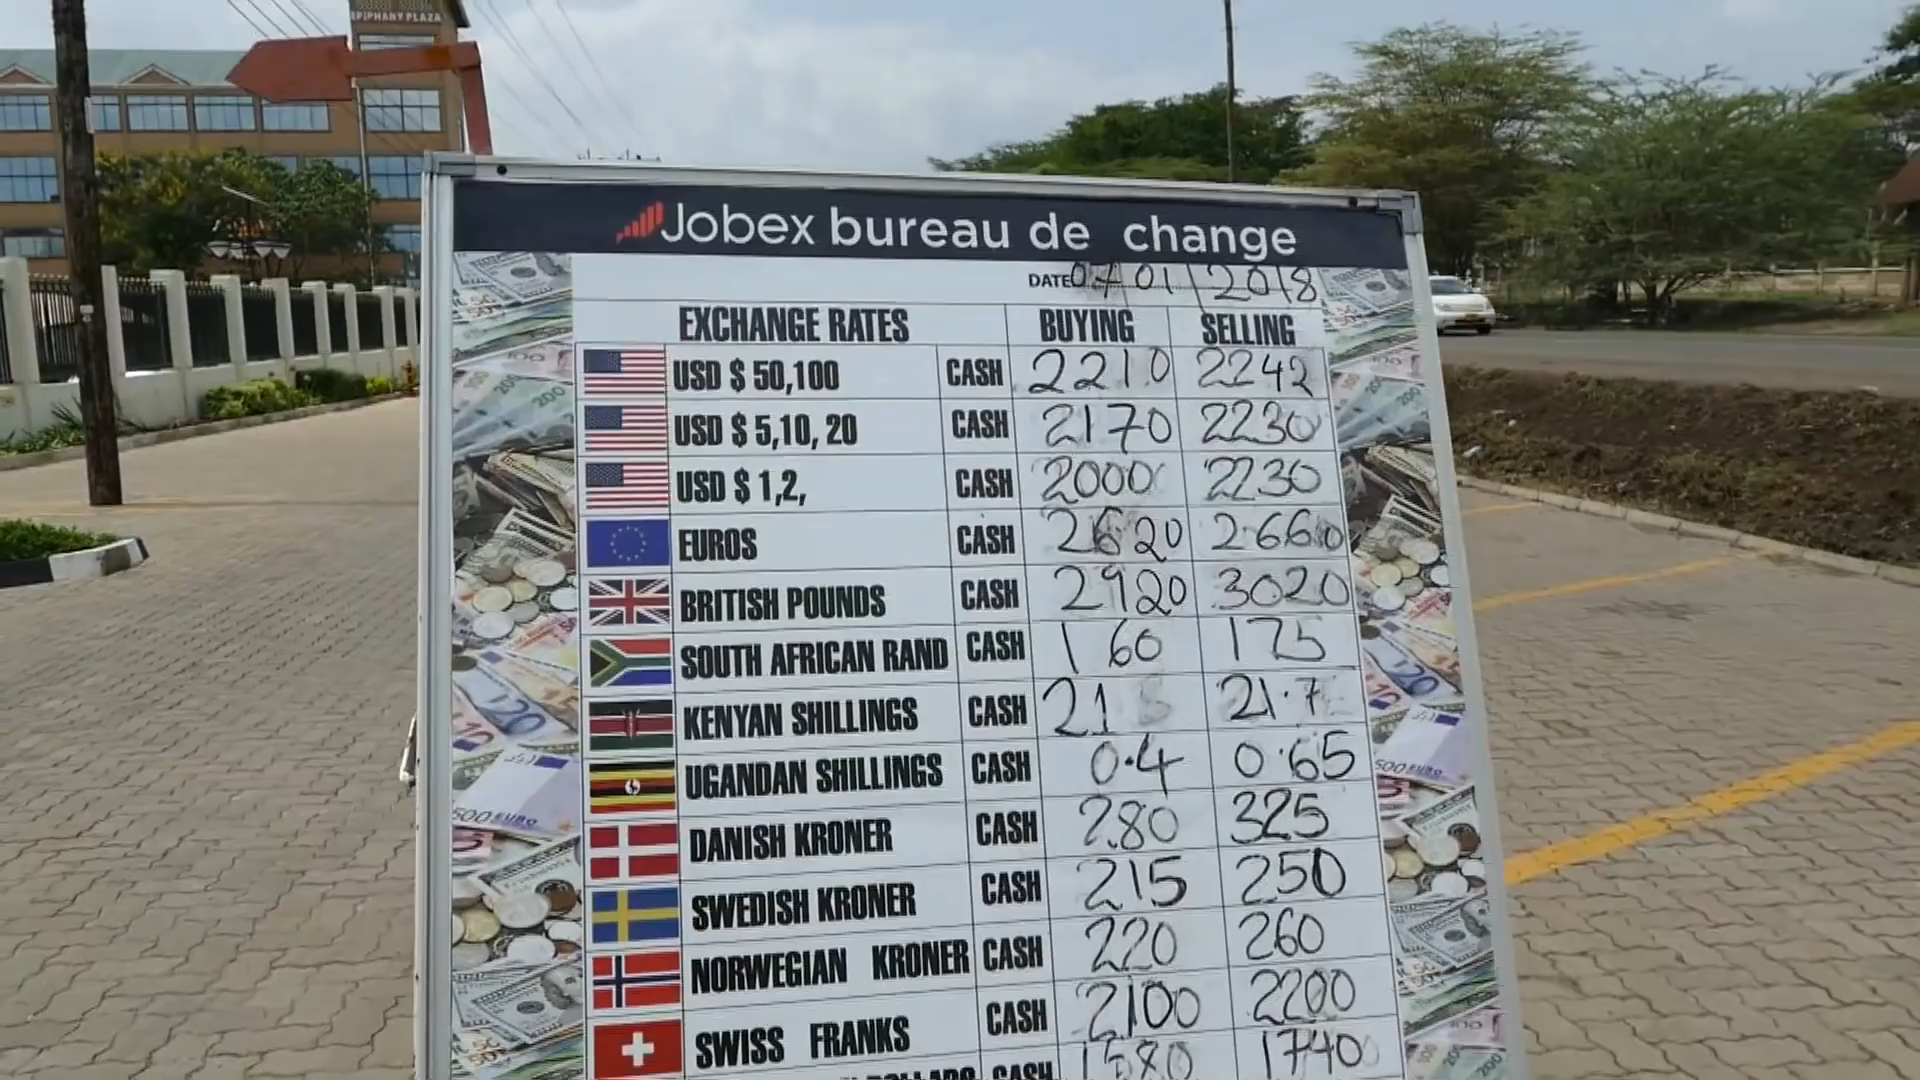 EPIPHANY PLAZA
Jobex bureau de change
DATE 04/01/2018
EXCHANGE RATES BUYING SELLING
USD $ 50,100 CASH 2210 2242
USD $ 5,10, 20 CASH 2170 2230
USD $ 1,2, CASH 2000 2230
EUROS CASH 2620 2660
BRITISH POUNDS CASH 2920 3020
SOUTH AFRICAN RAND CASH 160 175
KENYAN SHILLINGS CASH 21 21.7
UGANDAN SHILLINGS CASH 0.4 0.65
DANISH KRONER CASH 280 325
SWEDISH KRONER CASH 215 250
NORWEGIAN KRONER CASH 220 260
SWISS FRANKS CASH 2100 2200
CASH 1580 1740